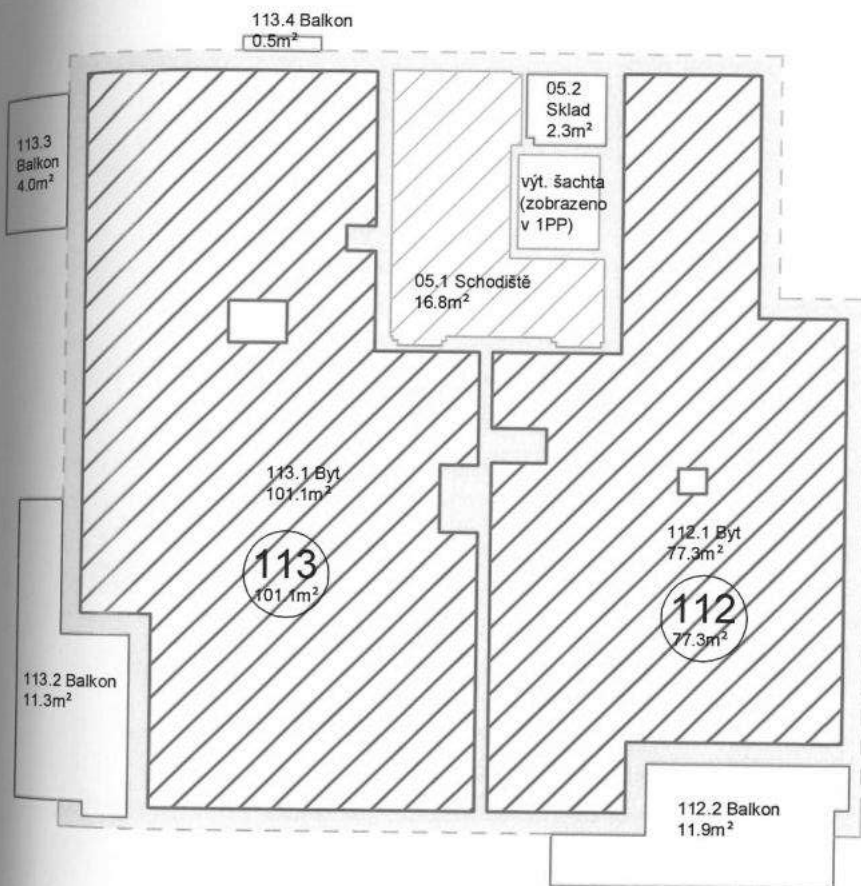 113.4 Balkon
0.5m²
113.3
Balkon
4.0m²
05.2
Sklad
2.3m²
výt. šachta
(zobrazeno
v 1PP)
05.1 Schodiště
16.8m²
113.1 Byt
101.1m²
113
101.1m²
112.1 Byt
77.3m²
112
77.3m²
113.2 Balkon
11.3m²
112.2 Balkon
11.9m²